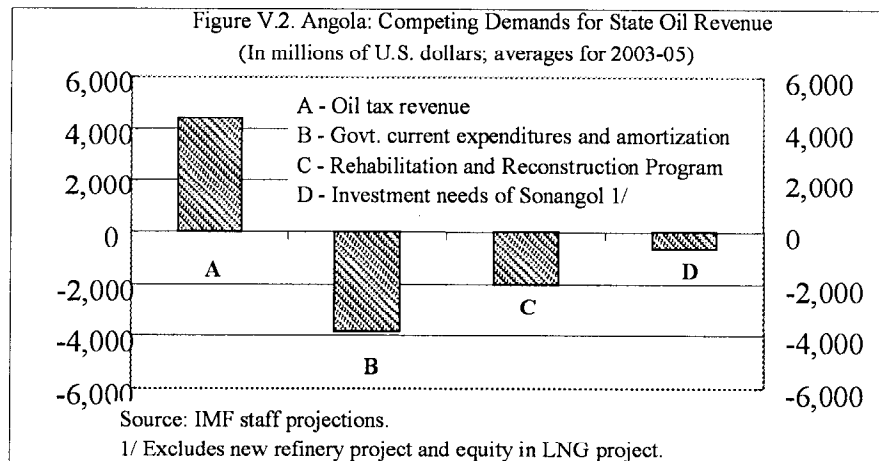 Figure V.2. Angola: Competing Demands for State Oil Revenue
(In millions of U.S. dollars; averages for 2003-05)
6,000 6,000
A - Oil tax revenue
4,000 4,000
B - Govt. current expenditures and amortization
C - Rehabilitation and Reconstruction Program
2,000 2,000
D - Investment needs of Sonangol 1/
0 0
A D
-2,000 -2,000
C
-4,000 -4,000
B
-6,000 -6,000
Source: IMF staff projections.
1/ Excludes new refinery project and equity in LNG project.